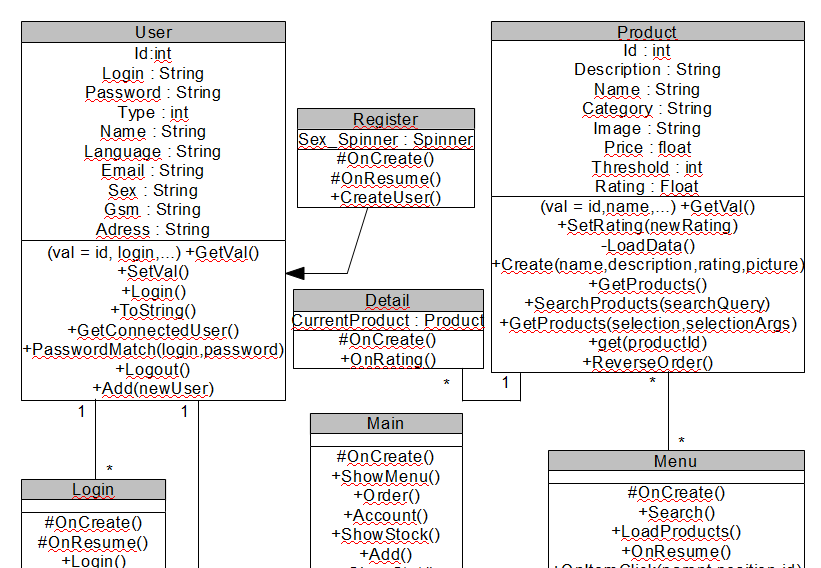 User
Id:int
Login : String
Password : String
Type : int
Name : String
Language : String
Email : String
Sex : String
Gsm : String
Adress : String
(val = id, login,...) +GetVal()
+SetVal()
+Login()
+ToString()
+GetConnectedUser()
+PasswordMatch(login,password)
+Logout()
+Add(newUser)
1
1
*
Register
Sex_Spinner : Spinner
#OnCreate()
#OnResume()
+CreateUser()
Product
Id : int
Description : String
Name : String
Category : String
Image : String
Price : float
Threshold : int
Rating : Float
(val = id,name,...) +GetVal()
+SetRating(newRating)
-LoadData()
+Create(name,description,rating,picture)
+GetProducts()
+SearchProducts(searchQuery)
+GetProducts(selection,selectionArgs)
+get(productId)
+ReverseOrder()
Detail
CurrentProduct : Product
#OnCreate()
+OnRating()
*
1
*
*
Login
#OnCreate()
#OnResume()
+Login()
Main
#OnCreate()
+ShowMenu()
+Order()
+Account()
+ShowStock()
+Add()
Menu
#OnCreate()
+Search()
+LoadProducts()
+OnResume()